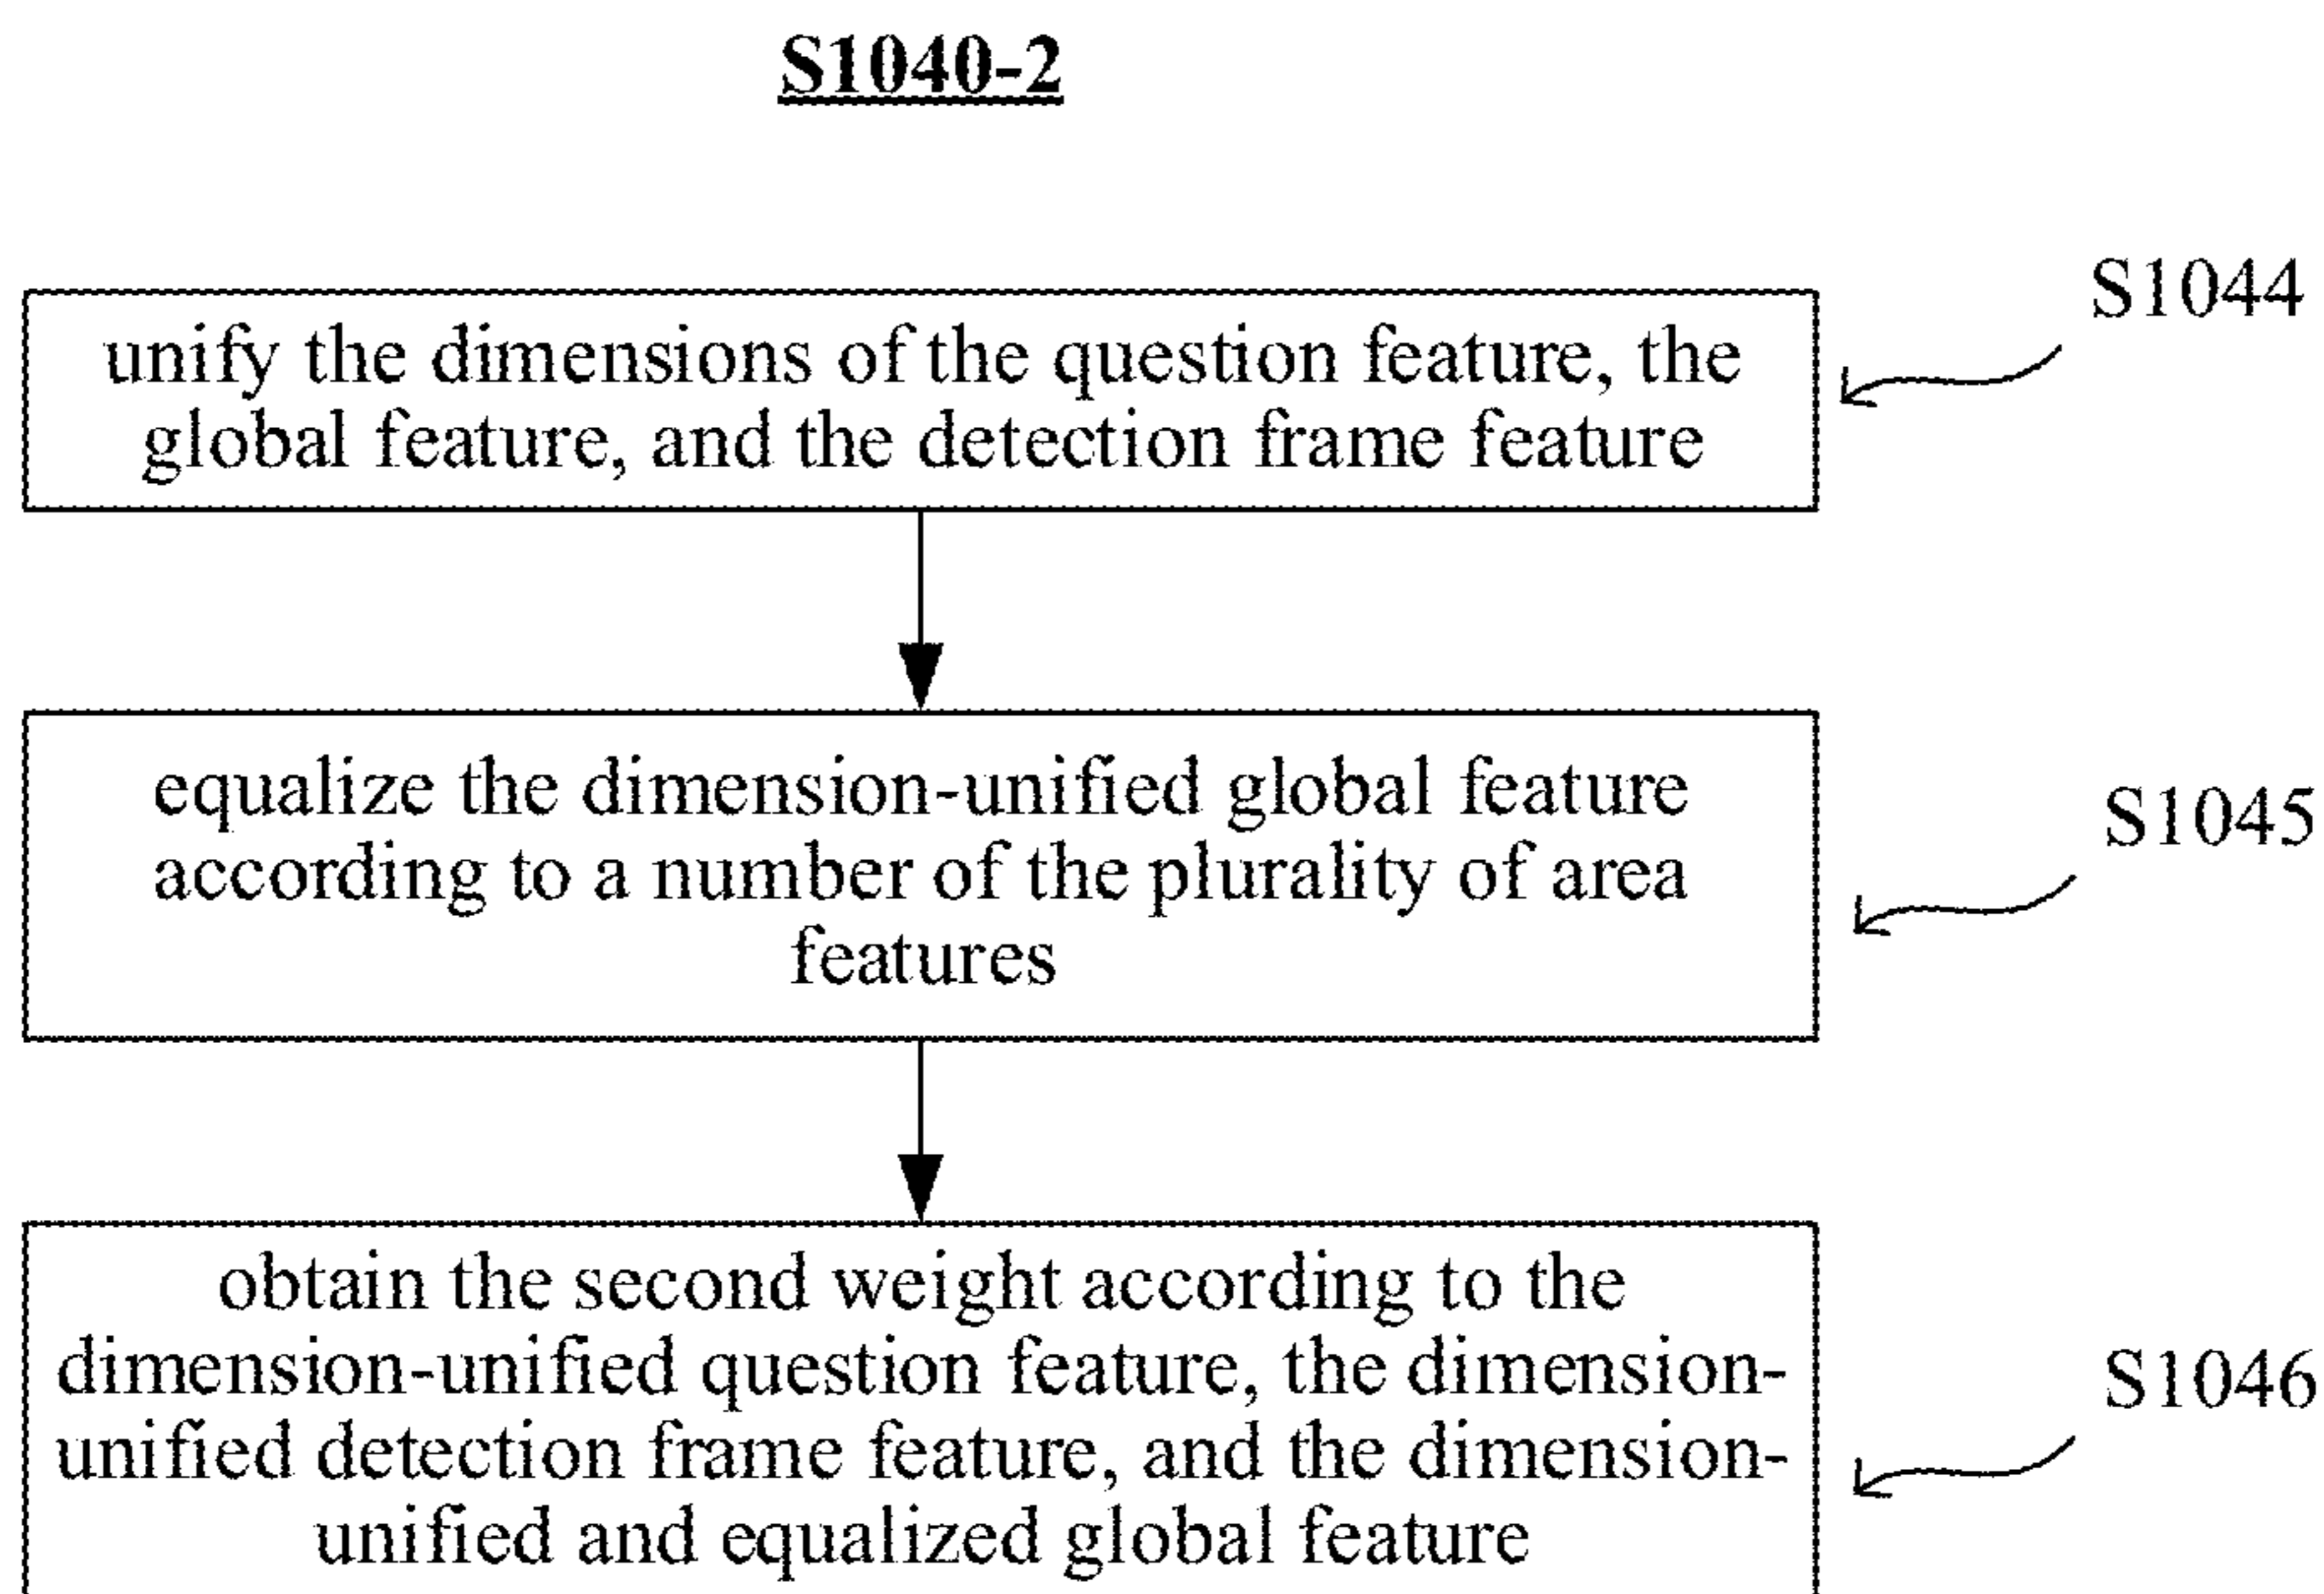 S1040-2
S1044
unify the dimensions of the question feature, the
global feature, and the detection frame feature
equalize the dimension-unified global feature
according to a number of the plurality of area
features
S1045
obtain the second weight according to the
dimension-unified question feature, the dimension-
unified detection frame feature, and the dimension-
unified and equalized global feature
S1046